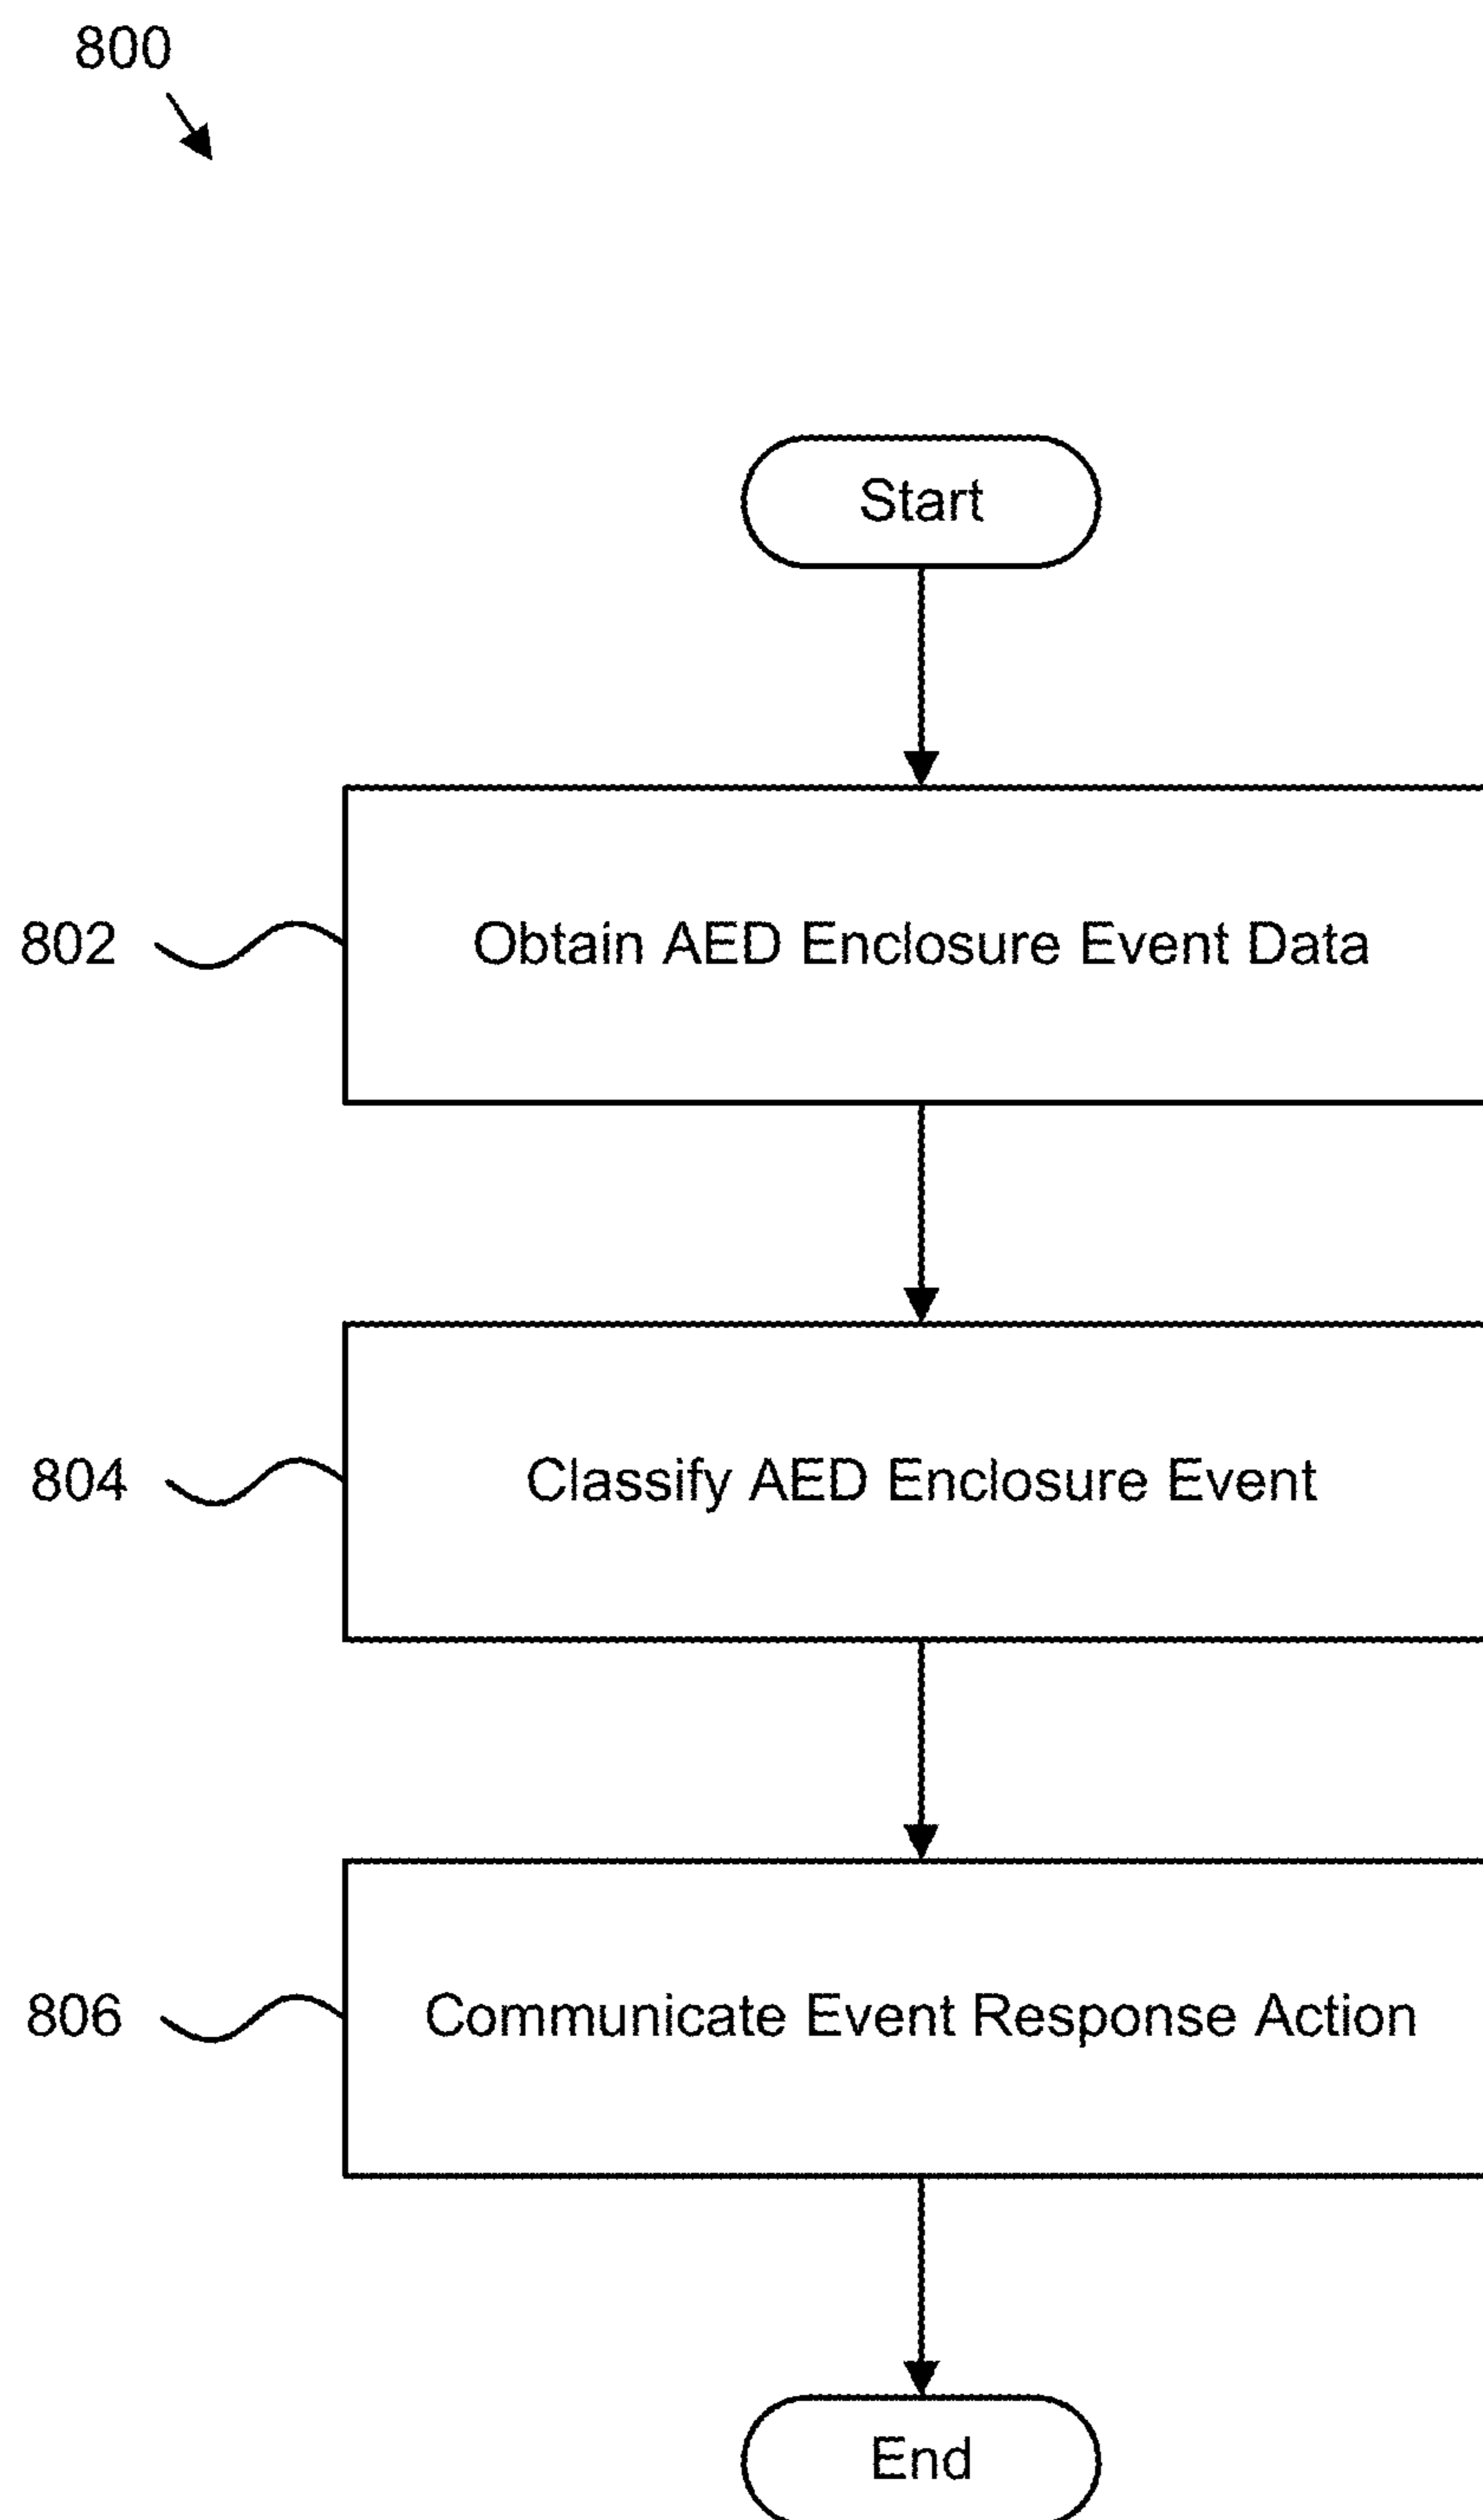 800
Start
802
Obtain AED Enclosure Event Data
804
Classify AED Enclosure Event
806
Communicate Event Response Action
End